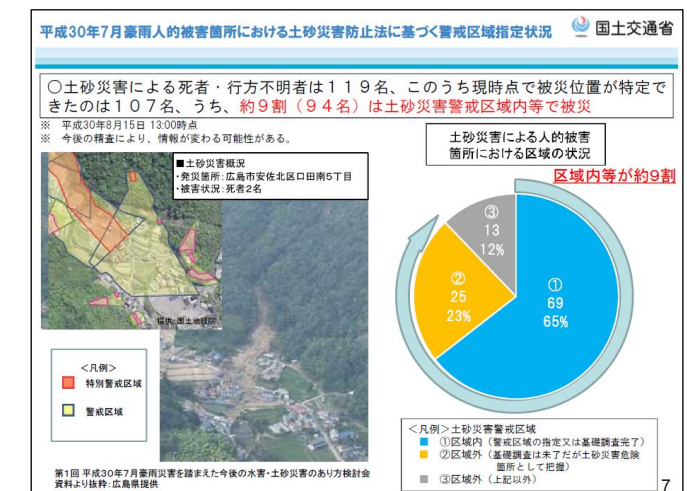 平成30年7月豪雨人的被害箇所における土砂災害防止法に基づく警戒区域指定状況
国土交通省
○土砂災害による死者・行方不明者は１１９名、このうち現時点で被災位置が特定で
きたのは１０７名、うち、約９割（９４名）は土砂災害警戒区域内等で被災
※ 平成30年8月15日 13:00時点
※ 今後の精査により、情報が変わる可能性がある。
■土砂災害概況
・発災箇所：広島市安佐北区口田南5丁目
・被害状況：死者2名
提供：国土地理院
＜凡例＞
特別警戒区域
警戒区域
第1回 平成30年7月豪雨災害を踏まえた今後の水害・土砂災害のあり方検討会
資料より抜粋：広島県提供
土砂災害による人的被害
箇所における区域の状況
区域内等が約9割
③
13
12%
②
25
23%
①
69
65%
＜凡例＞土砂災害警戒区域
①区域内（警戒区域の指定又は基礎調査完了）
②区域外（基礎調査は未了だが土砂災害危険
箇所として把握）
③区域外（上記以外）
7